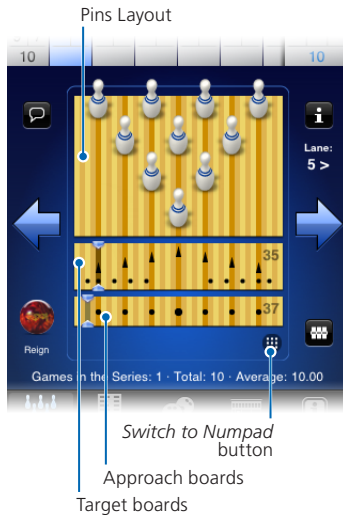 Pins Layout
10
10
Lane:
5 >
35
37
Reign
Games in the Series: 1 · Total: 10 · Average: 10.00
Switch to Numpad
button
Approach boards
Target boards